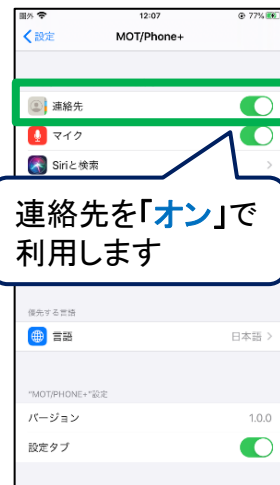 圏外 12:07 77%
設定 MOT/Phone+
連絡先
マイク
Siriと検索
連絡先を「オン」で
利用します
優先する言語
言語 日本語
"MOT/PHONE+"設定
バージョン 1.0.0
設定タブ